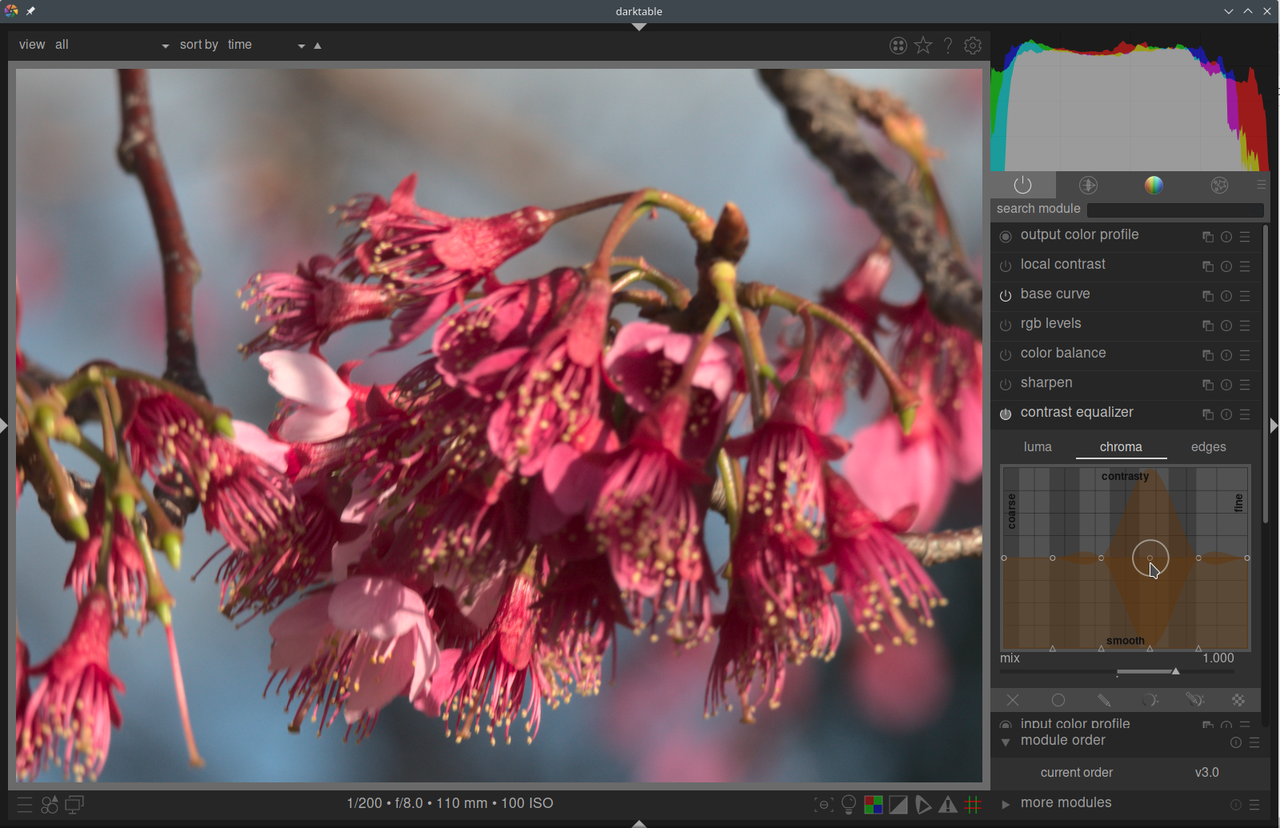 darktable
view all sort by time
search module
output color profile
local contrast
base curve
rgb levels
color balance
sharpen
contrast equalizer
luma chroma edges
contrasty
coarse
fine
smooth
mix 1.000
input color profile
module order
current order v3.0
more modules
1/200 • f/8.0 • 110 mm • 100 ISO